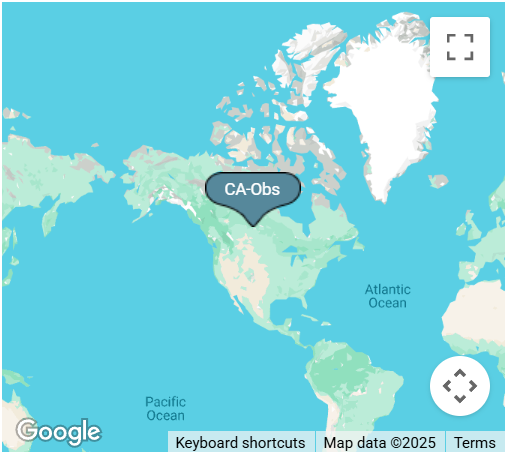 CA-Obs
Atlantic
Ocean
Pacific
Ocean
Google
Keyboard shortcuts
Map data ©2025
Terms